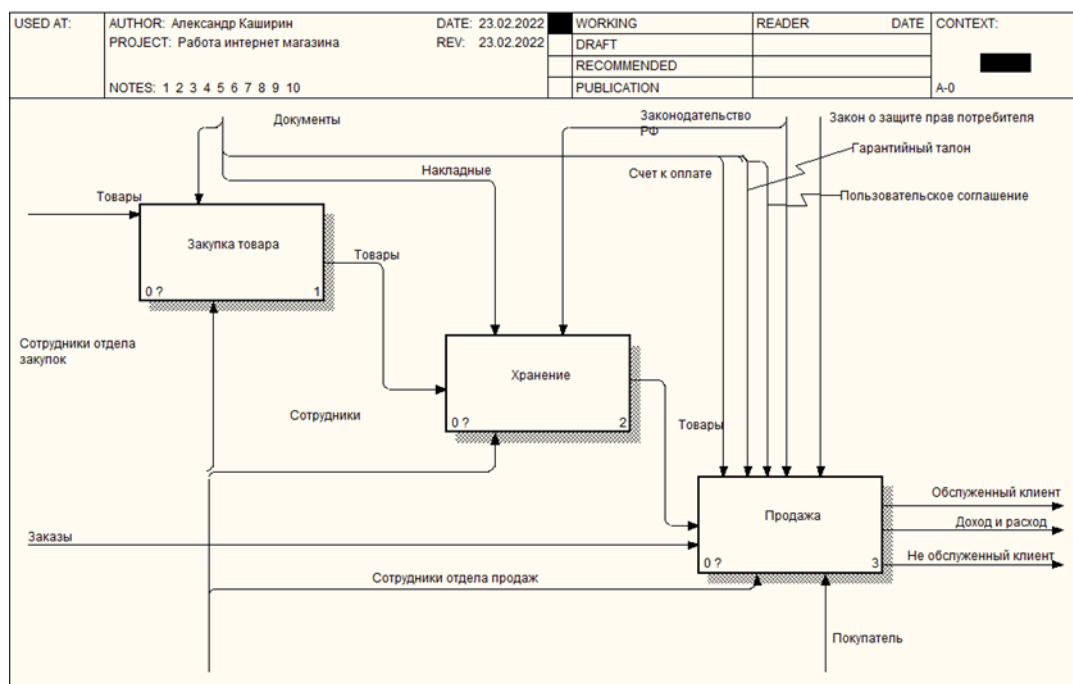 USED AT:
AUTHOR: Александр Каширин
DATE: 23.02.2022
WORKING
READER
DATE
CONTEXT:
PROJECT: Работа интернет магазина
REV: 23.02.2022
DRAFT
RECOMMENDED
NOTES: 1 2 3 4 5 6 7 8 9 10
PUBLICATION
A-0
Документы
Законодательство
РФ
Закон о защите прав потребителя
Гарантийный талон
Накладные
Счет к оплате
Товары
Пользовательское соглашение
Закупка товара
0 ?
1
Товары
Сотрудники отдела
закупок
Хранение
0 ?
2
Сотрудники
Товары
Продажа
0 ?
3
Обслуженный клиент
Доход и расход
Не обслуженный клиент
Заказы
Сотрудники отдела продаж
Покупатель